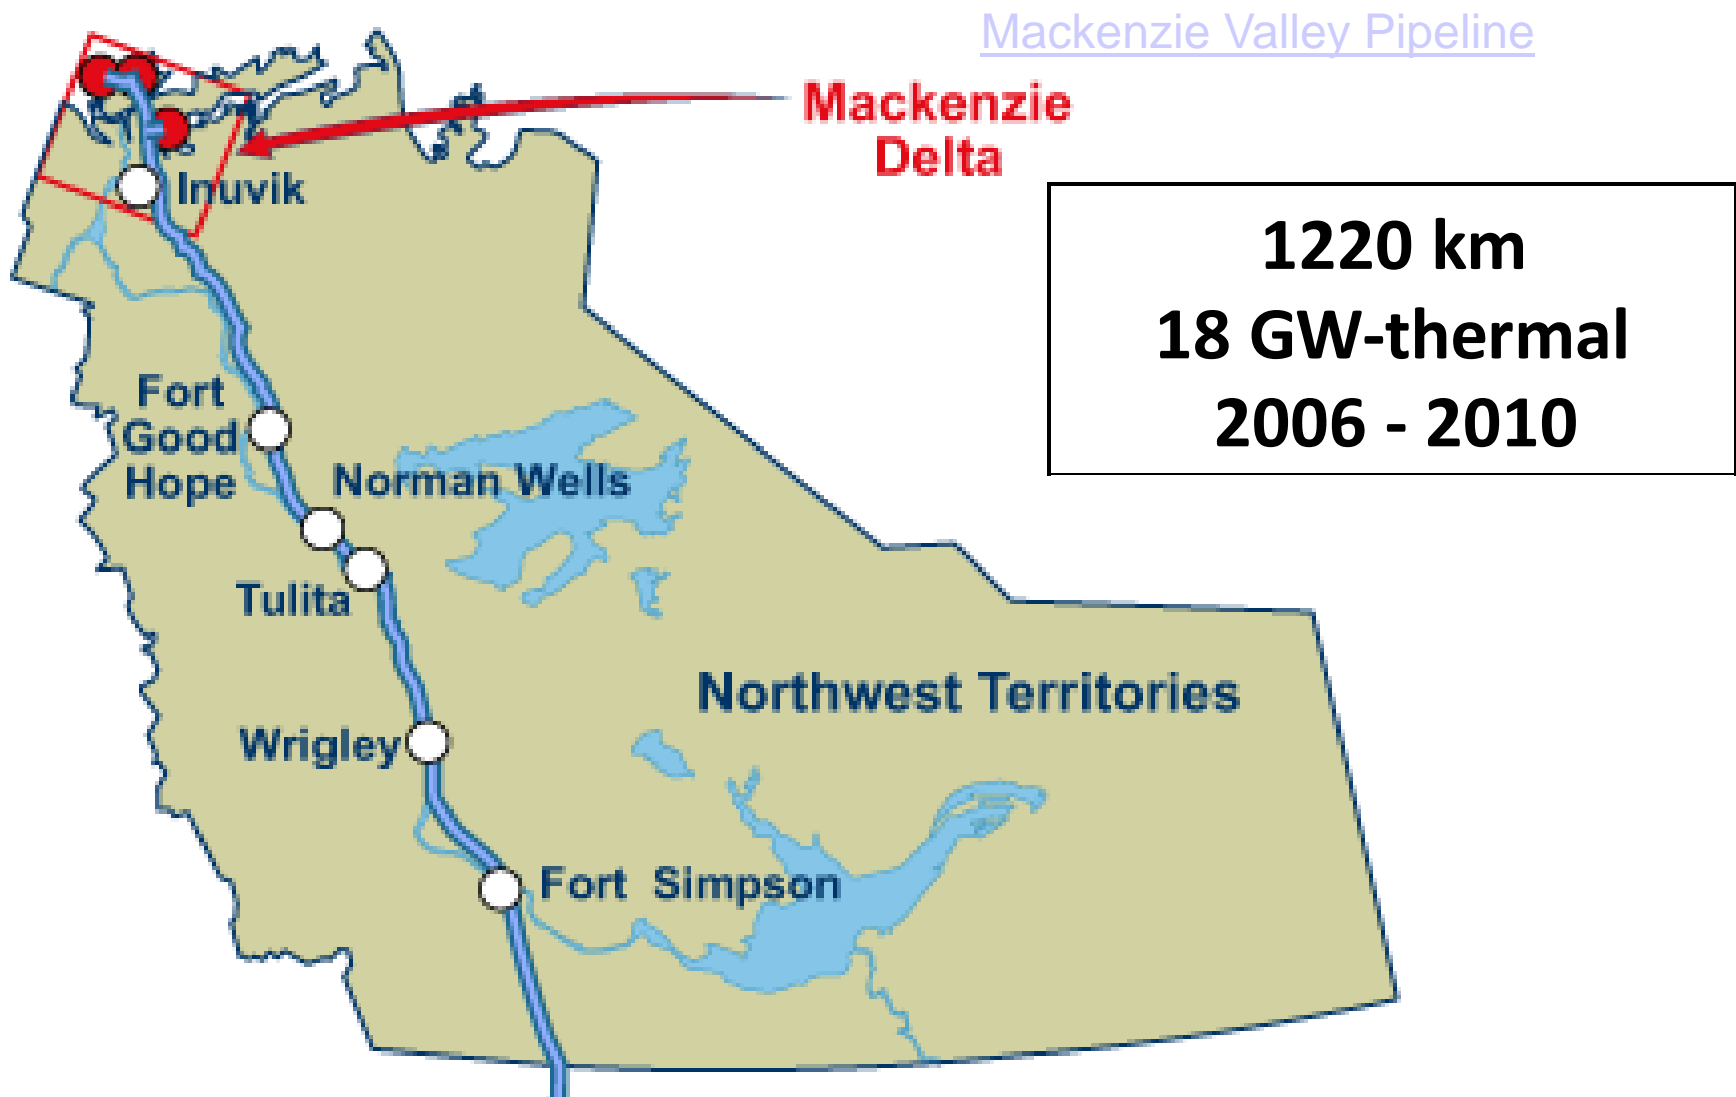 Mackenzie Valley Pipeline
Mackenzie
Delta
Inuvik
1220 km
18 GW-thermal
2006 - 2010
Fort
Good
Hope
Norman Wells
Tulita
Northwest Territories
Wrigley
Fort Simpson